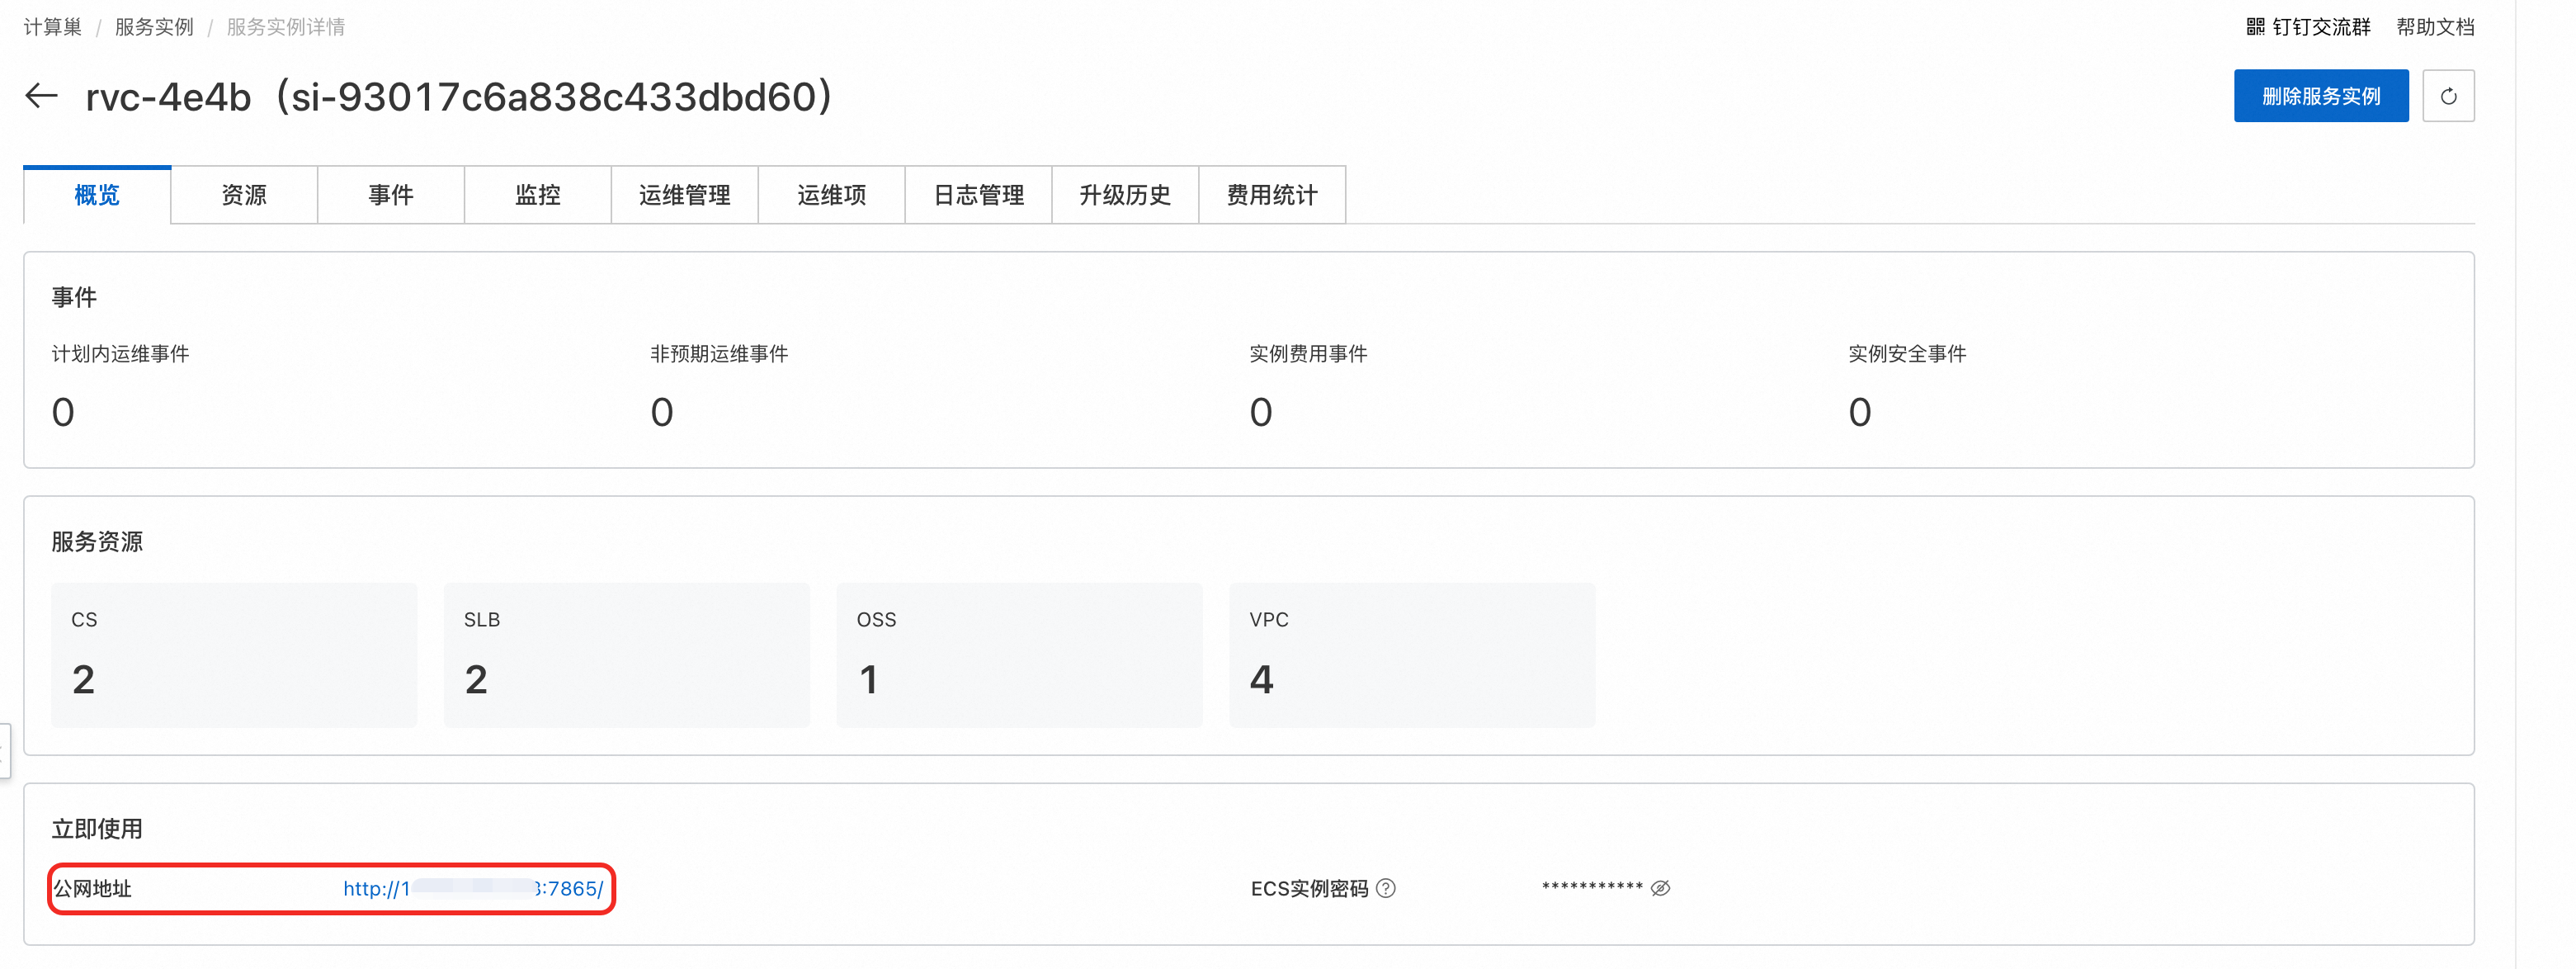 计算巢 / 服务实例 / 服务实例详情
钉钉交流群 帮助文档
rvc-4e4b（si-93017c6a838c433dbd60）
删除服务实例
概览 资源 事件 监控 运维管理 运维项 日志管理 升级历史 费用统计
事件
计划内运维事件 非预期运维事件 实例费用事件 实例安全事件
0 0 0 0
服务资源
CS SLB OSS VPC
2 2 1 4
立即使用
公网地址 http://1 :7865/ ECS实例密码 ? ***********